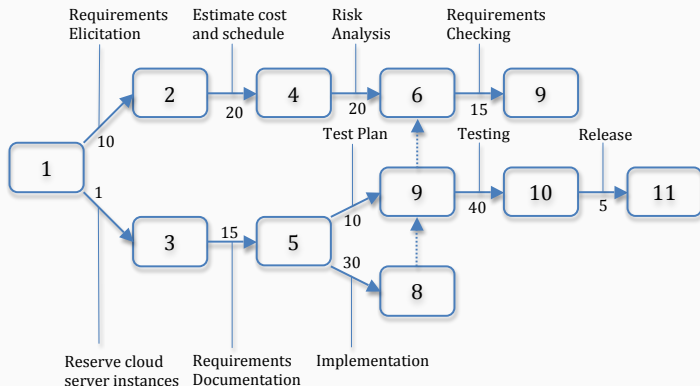 Requirements
Elicitation
Estimate cost
and schedule
Risk
Analysis
Requirements
Checking
2
4
6
9
20
20
15
10
Test Plan
Testing
Release
1
9
10
11
1
10
40
5
3
15
5
30
8
Reserve cloud
server instances
Requirements
Documentation
Implementation